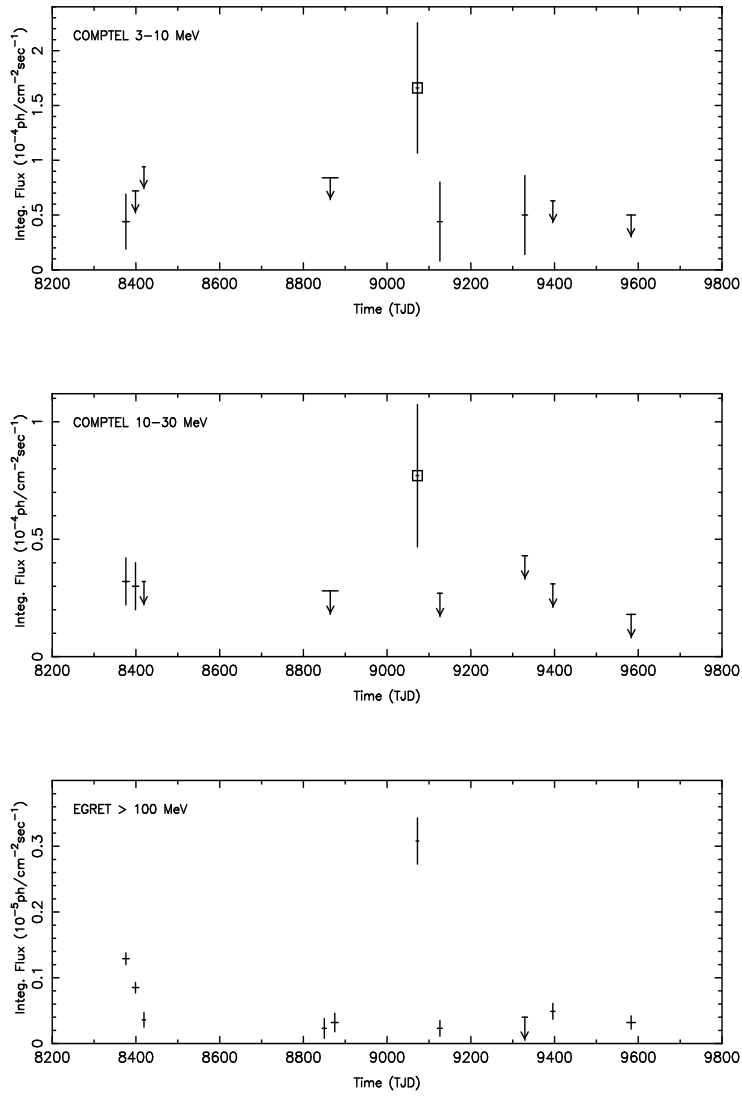 COMPTEL 3–10 MeV
Integ. Flux (10⁻⁴ph/cm⁻²sec⁻¹)
2
1.5
1
0.5
0
8200 8400 8600 8800 9000 9200 9400 9600 9800
Time (TJD)
COMPTEL 10–30 MeV
Integ. Flux (10⁻⁴ph/cm⁻²sec⁻¹)
1
0.5
0
8200 8400 8600 8800 9000 9200 9400 9600 9800
Time (TJD)
EGRET > 100 MeV
Integ. Flux (10⁻⁵ph/cm⁻²sec⁻¹)
0.3
0.2
0.1
0
8200 8400 8600 8800 9000 9200 9400 9600 9800
Time (TJD)